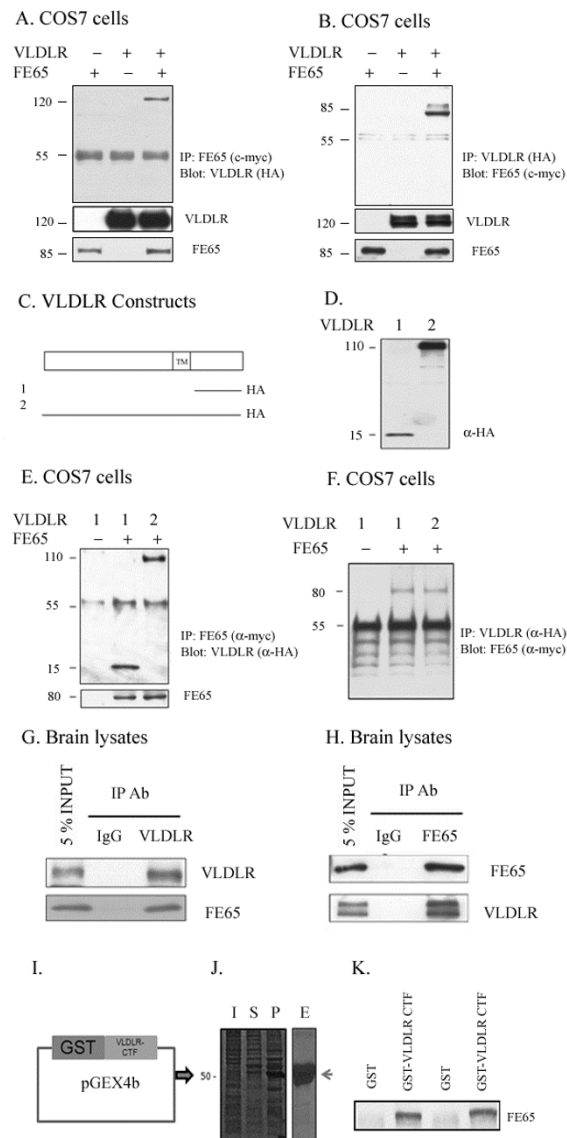 A. COS7 cells
VLDLR – + +
FE65 + – +
120 –
55 –
IP: FE65 (c-myc)
Blot: VLDLR (HA)
120 –
VLDLR
85 –
FE65
B. COS7 cells
VLDLR – + +
FE65 + – +
85 –
55 –
IP: VLDLR (HA)
Blot: FE65 (c-myc)
120 –
VLDLR
85 –
FE65
C. VLDLR Constructs
TM
1 HA
2 HA
D.
VLDLR 1 2
110 –
15 –
α-HA
E. COS7 cells
VLDLR 1 1 2
FE65 – + +
110 –
55 –
15 –
IP: FE65 (α-myc)
Blot: VLDLR (α-HA)
80 –
FE65
F. COS7 cells
VLDLR 1 1 2
FE65 – + +
80 –
55 –
IP: VLDLR (α-HA)
Blot: FE65 (α-myc)
G. Brain lysates
5 % INPUT
IP Ab
IgG VLDLR
VLDLR
FE65
H. Brain lysates
5 % INPUT
IP Ab
IgG FE65
FE65
VLDLR
I.
GST
VLDLR-
CTF
pGEX4b
J.
I S P E
50 -
K.
GST
GST-VLDLR CTF
GST
GST-VLDLR CTF
FE65